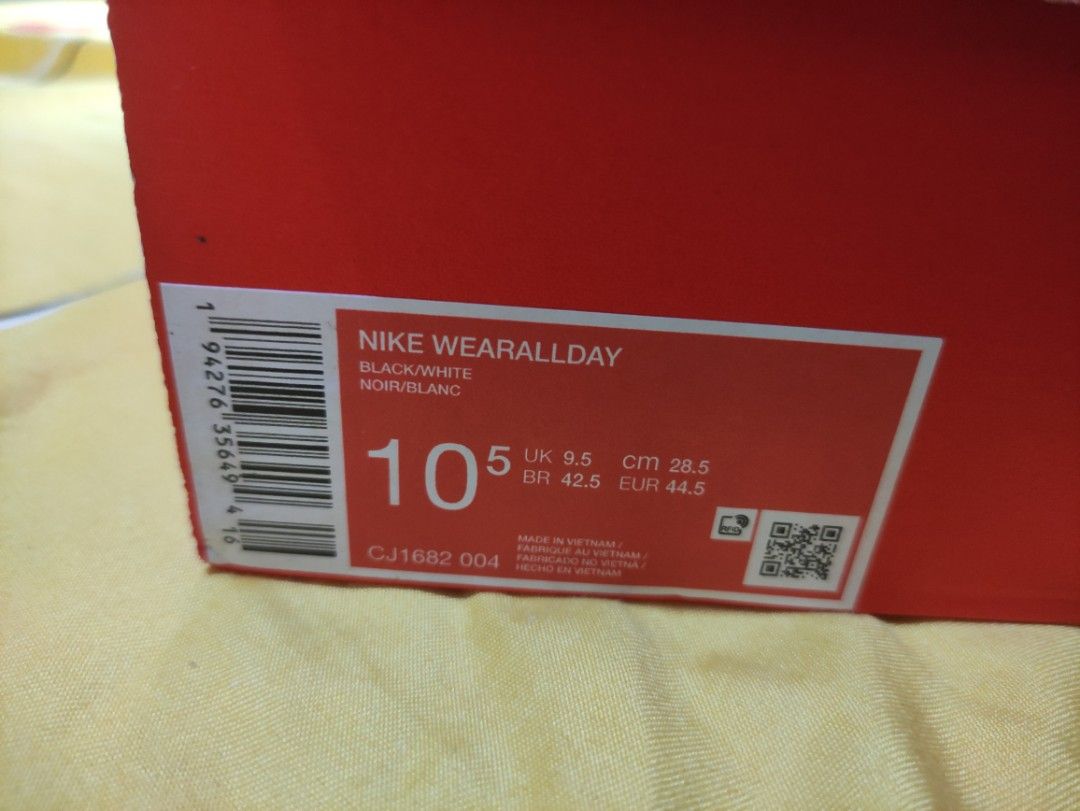 1 94276 35649 4 16
NIKE WEARALLDAY
BLACK/WHITE
NOIR/BLANC
10 5
UK 9.5 cm 28.5
BR 42.5 EUR 44.5
RFID
CJ1682 004
MADE IN VIETNAM /
FABRIQUE AU VIETNAM /
FABRICADO NO VIETNÃ /
HECHO EN VIETNAM